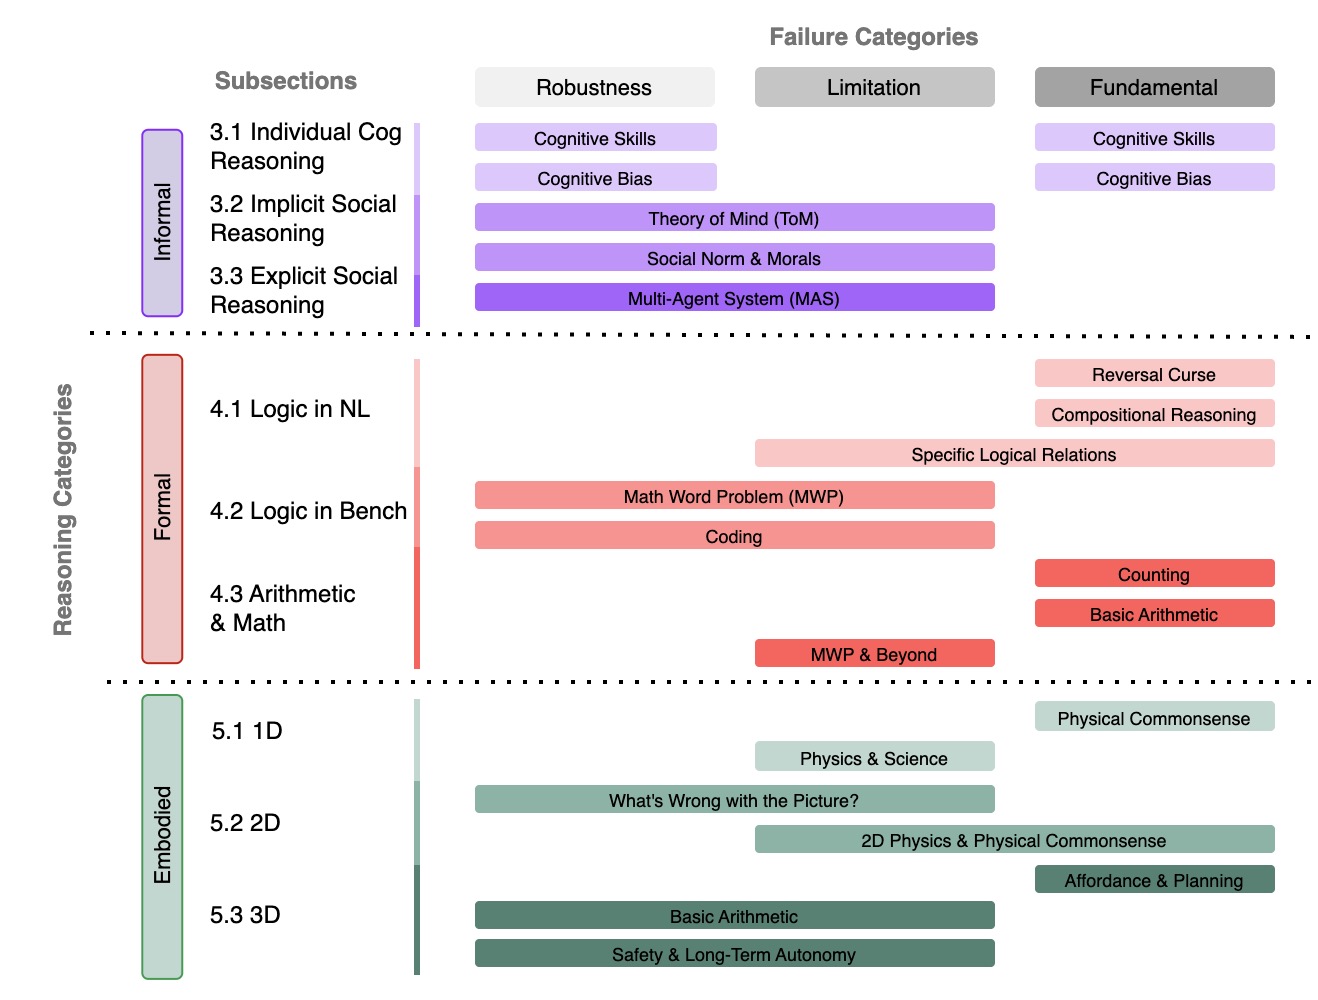 Failure Categories
Subsections
Robustness
Limitation
Fundamental
Reasoning Categories
Informal
3.1 Individual Cog
Reasoning
Cognitive Skills
Cognitive Skills
Cognitive Bias
Cognitive Bias
3.2 Implicit Social
Reasoning
Theory of Mind (ToM)
Social Norm & Morals
3.3 Explicit Social
Reasoning
Multi-Agent System (MAS)
Formal
4.1 Logic in NL
Reversal Curse
Compositional Reasoning
Specific Logical Relations
4.2 Logic in Bench
Math Word Problem (MWP)
Coding
4.3 Arithmetic
& Math
Counting
Basic Arithmetic
MWP & Beyond
Embodied
5.1 1D
Physical Commonsense
Physics & Science
5.2 2D
What's Wrong with the Picture?
2D Physics & Physical Commonsense
5.3 3D
Affordance & Planning
Basic Arithmetic
Safety & Long-Term Autonomy